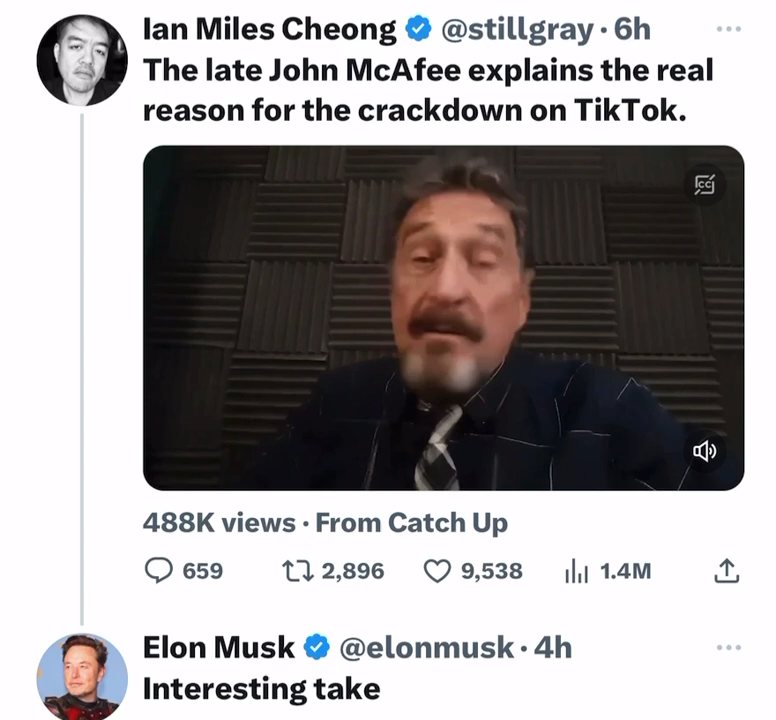 Ian Miles Cheong @stillgray · 6h
The late John McAfee explains the real
reason for the crackdown on TikTok.
CC
488K views · From Catch Up
659 2,896 9,538 1.4M
Elon Musk @elonmusk · 4h
Interesting take